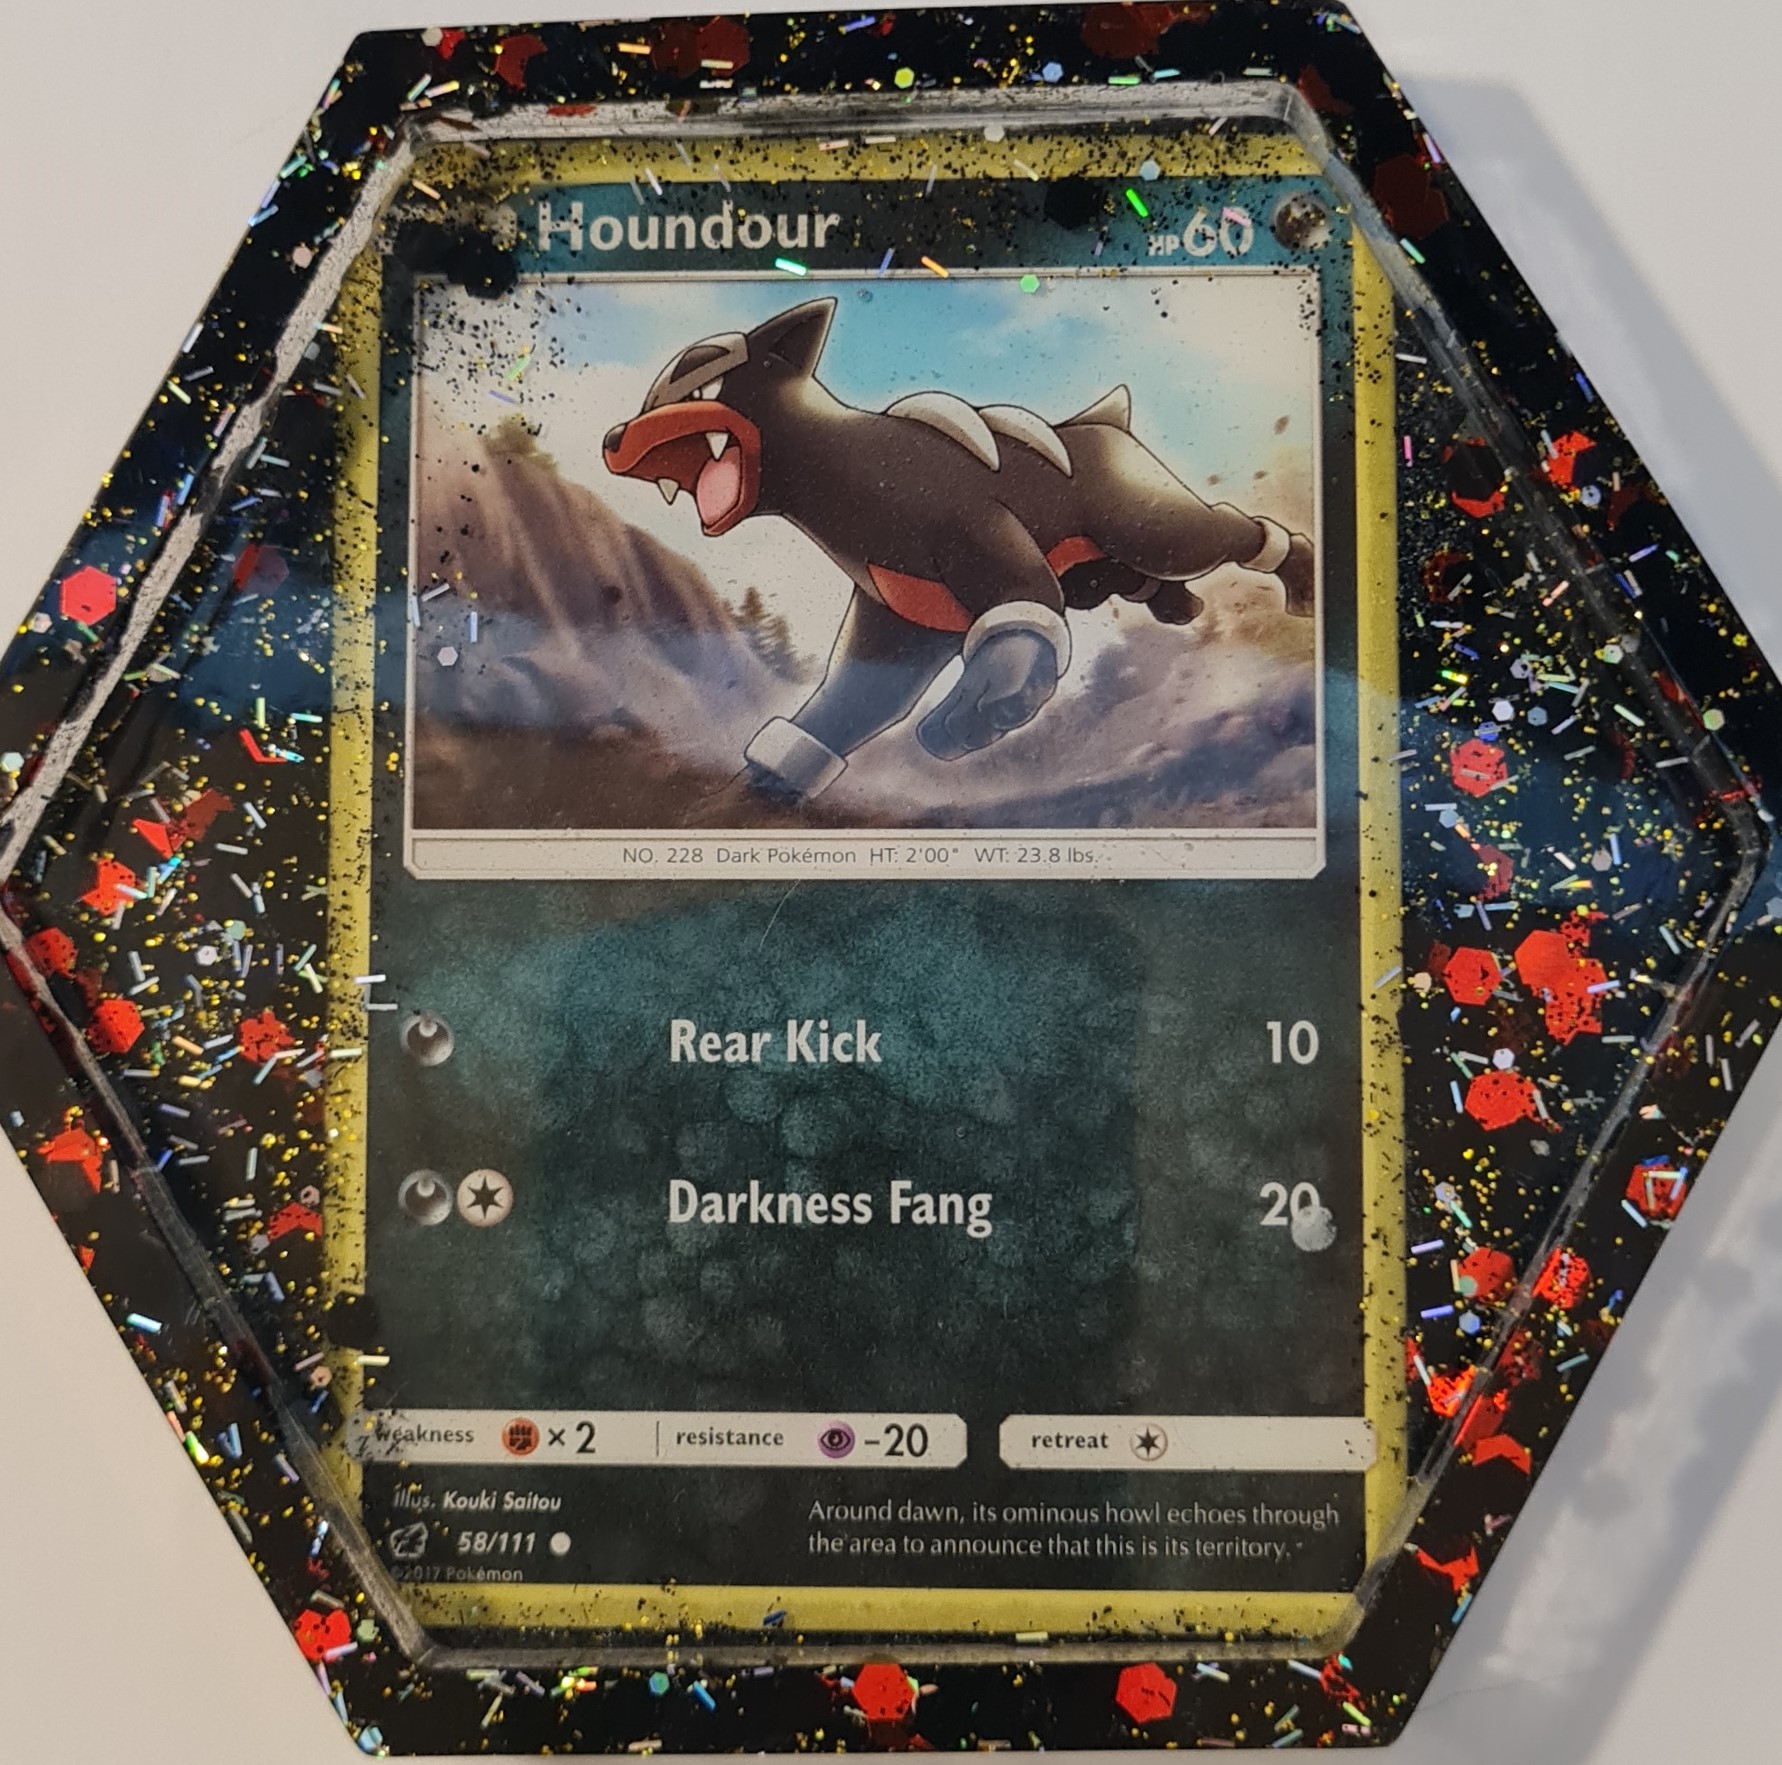 Houndour HP60
NO. 228 Dark Pokémon HT: 2'00" WT: 23.8 lbs.
Rear Kick 10
Darkness Fang 20
weakness ×2 resistance -20 retreat
illus. Kouki Saitou
58/111
©2017 Pokémon
Around dawn, its ominous howl echoes through
the area to announce that this is its territory.